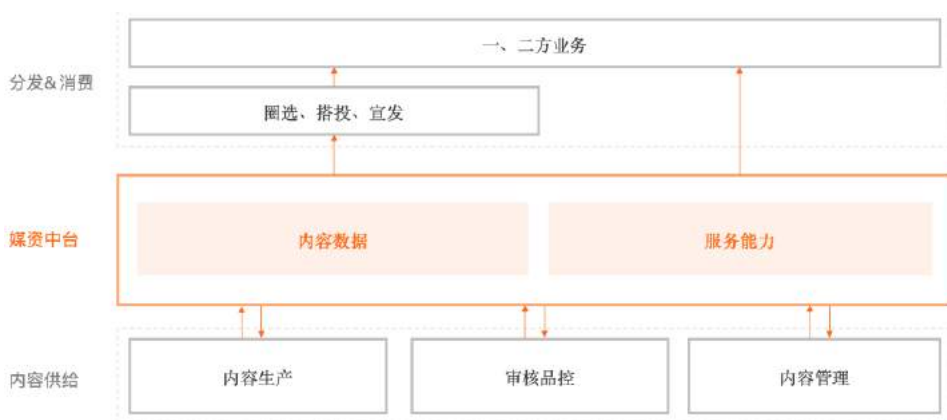 一、二方业务
分发&消费
圈选、搭投、宣发
媒资中台
内容数据
服务能力
内容供给
内容生产
审核品控
内容管理